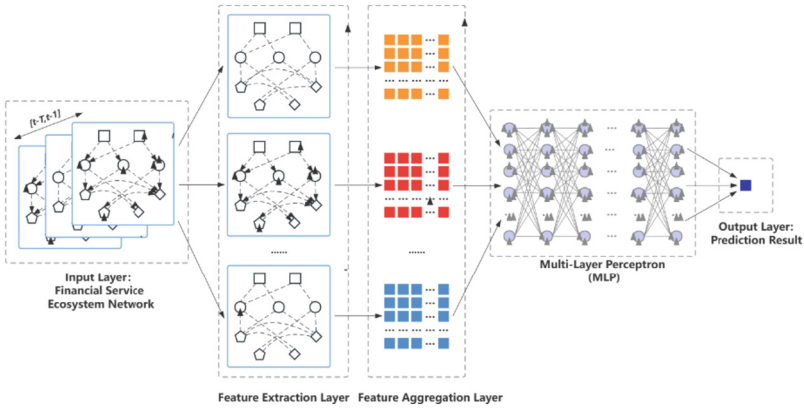 [t-T,t-1]
Input Layer:
Financial Service
Ecosystem Network
......
Feature Extraction Layer
......
Feature Aggregation Layer
Multi-Layer Perceptron
(MLP)
Output Layer:
Prediction Result